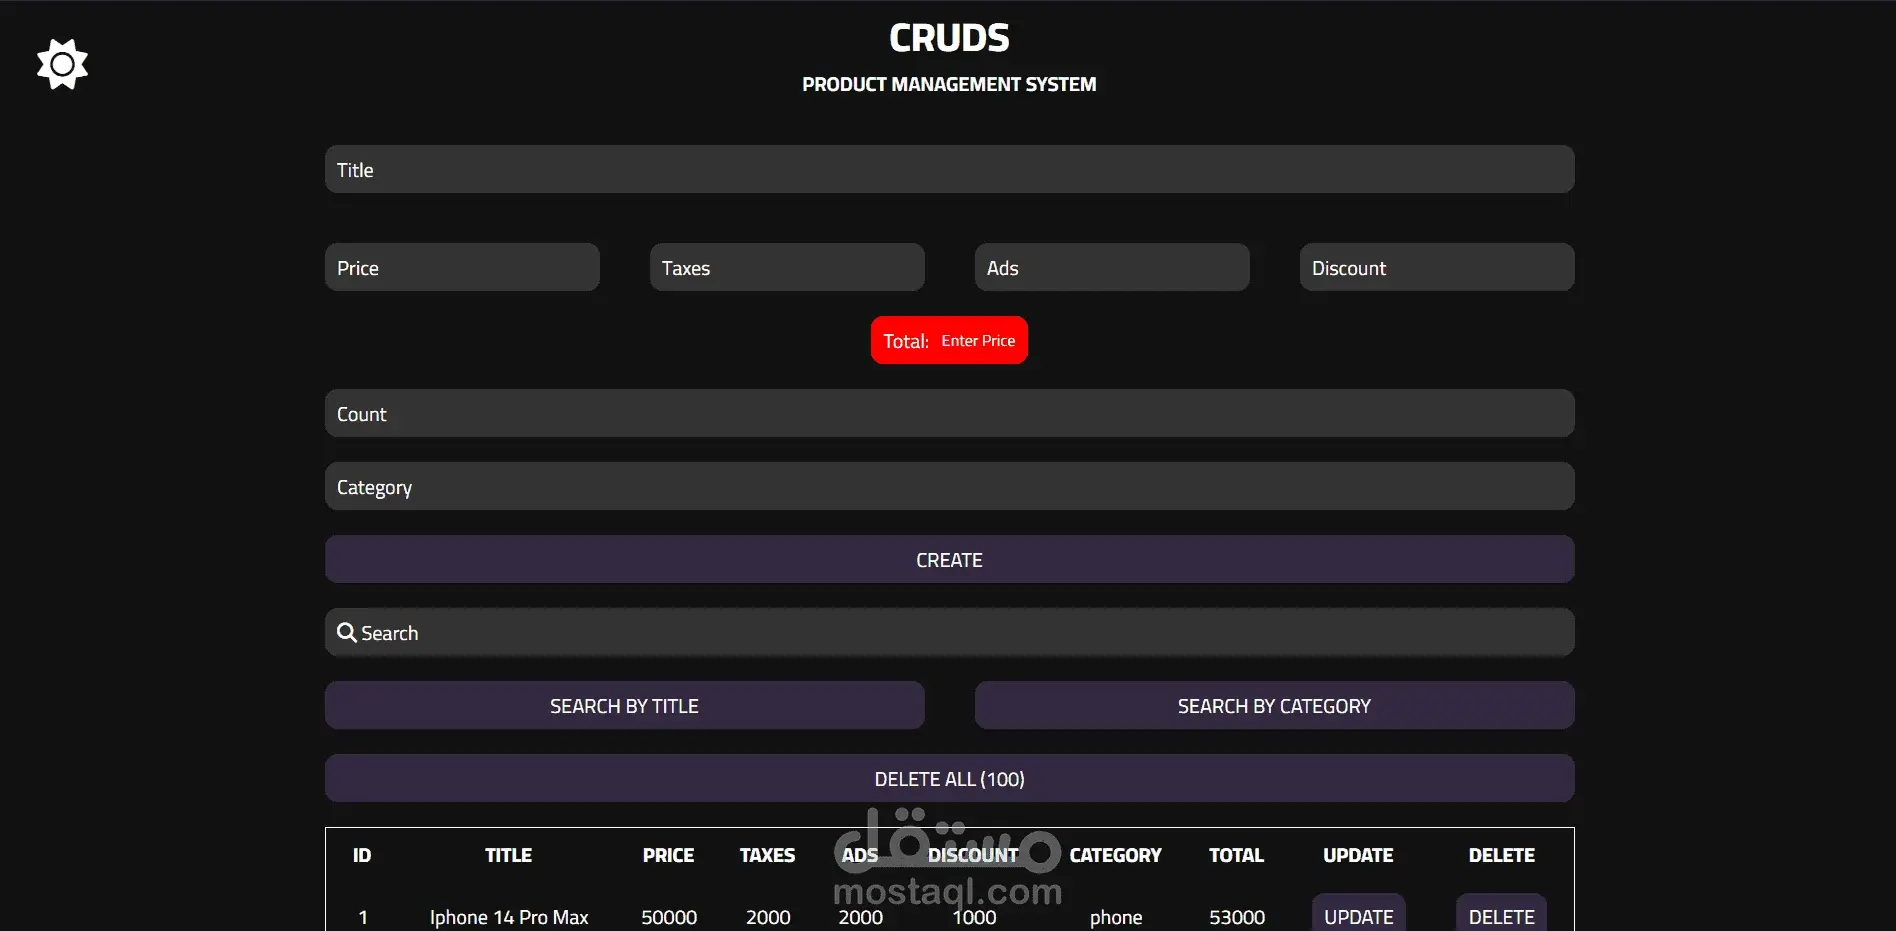 CRUDS
PRODUCT MANAGEMENT SYSTEM
Title
Price Taxes Ads Discount
Total: Enter Price
Count
Category
CREATE
Search
SEARCH BY TITLE SEARCH BY CATEGORY
DELETE ALL (100)
ID TITLE PRICE TAXES ADS DISCOUNT CATEGORY TOTAL UPDATE DELETE
مستقل
mostaql.com
1 Iphone 14 Pro Max 50000 2000 2000 1000 phone 53000 UPDATE DELETE